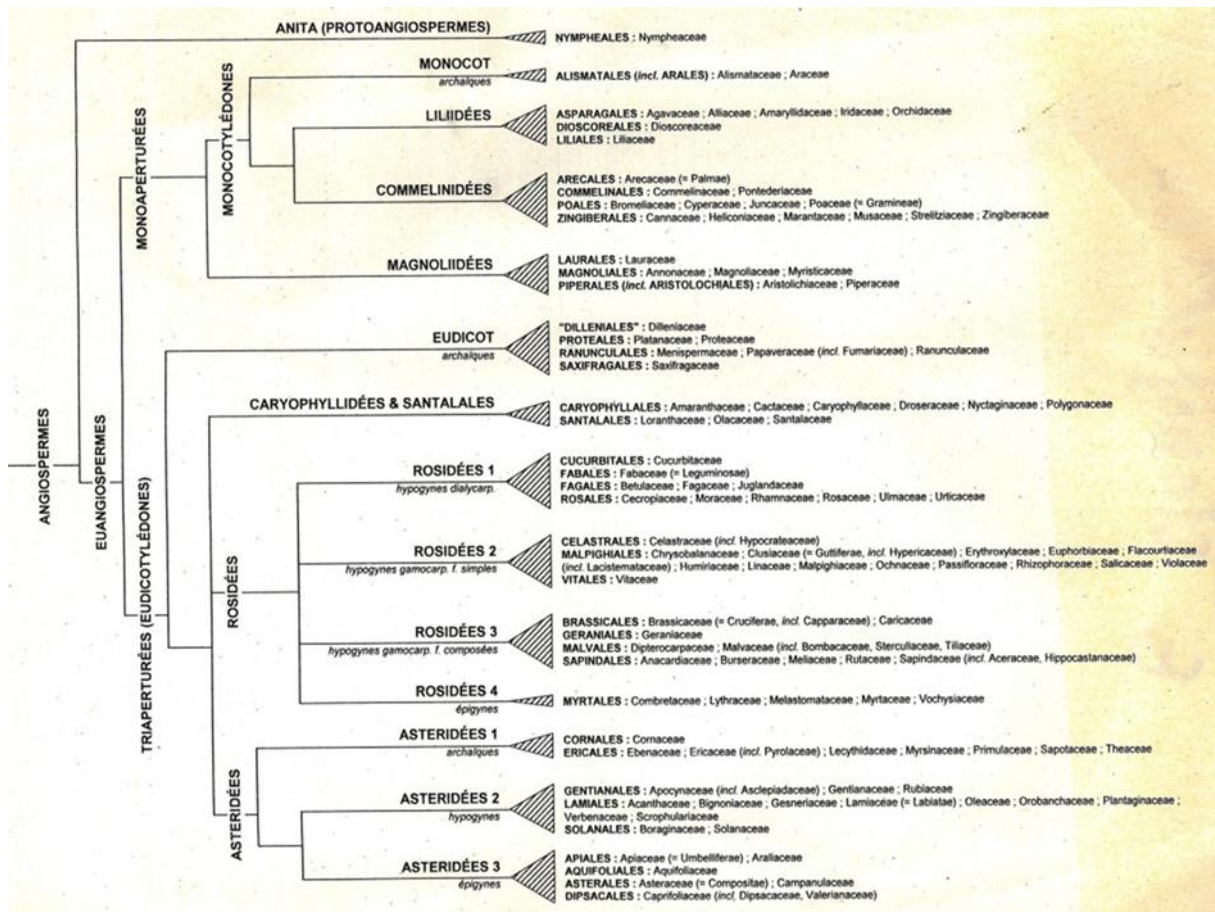 ANITA (PROTOANGIOSPERMES)
NYMPHEALES : Nympheaceae
MONOCOT
archaïques
ALISMATALES (incl. ARALES) : Alismataceae ; Araceae
LILIIDÉES
ASPARAGALES : Agavaceae ; Alliaceae ; Amaryllidaceae ; Iridaceae ; Orchidaceae
DIOSCOREALES : Dioscoreaceae
LILIALES : Liliaceae
COMMELINIDÉES
ARECALES : Arecaceae (= Palmae)
COMMELINALES : Commelinaceae ; Pontederiaceae
POALES : Bromeliaceae ; Cyperaceae ; Juncaceae ; Poaceae (= Gramineae)
ZINGIBERALES : Cannaceae ; Heliconiaceae ; Marantaceae ; Musaceae ; Strelitziaceae ; Zingiberaceae
MAGNOLIIDÉES
LAURALES : Lauraceae
MAGNOLIALES : Annonaceae ; Magnoliaceae ; Myristicaceae
PIPERALES (incl. ARISTOLOCHIALES) : Aristolichiaceae ; Piperaceae
EUDICOT
archaïques
"DILLENIALES" : Dilleniaceae
PROTEALES : Platanaceae ; Proteaceae
RANUNCULALES : Menispermaceae ; Papaveraceae (incl. Fumariaceae) ; Ranunculaceae
SAXIFRAGALES : Saxifragaceae
CARYOPHYLLIDÉES & SANTALALES
CARYOPHYLLALES : Amaranthaceae ; Cactaceae ; Caryophyllaceae ; Droseraceae ; Nyctaginaceae ; Polygonaceae
SANTALALES : Loranthaceae ; Olacaceae ; Santalaceae
ROSIDÉES 1
hypogynes dialycarp.
CUCURBITALES : Cucurbitaceae
FABALES : Fabaceae (= Leguminosae)
FAGALES : Betulaceae ; Fagaceae ; Juglandaceae
ROSALES : Cecropiaceae ; Moraceae ; Rhamnaceae ; Rosaceae ; Ulmaceae ; Urticaceae
ROSIDÉES 2
hypogynes gamocarp. f. simples
CELASTRALES : Celastraceae (incl. Hypocrateaceae)
MALPIGHIALES : Chrysobalanaceae ; Clusiaceae (= Guttiferae, incl. Hypericaceae) ; Erythroxylaceae ; Euphorbiaceae ; Flacourtiaceae
(incl. Lacistemataceae) ; Humiriaceae ; Linaceae ; Malpighiaceae ; Ochnaceae ; Passifloraceae ; Rhizophoraceae ; Salicaceae ; Violaceae
VITALES : Vitaceae
ROSIDÉES 3
hypogynes gamocarp. f. composées
BRASSICALES : Brassicaceae (= Cruciferae, incl. Capparaceae) ; Caricaceae
GERANIALES : Geraniaceae
MALVALES : Dipterocarpaceae ; Malvaceae (incl. Bombacaceae, Sterculiaceae, Tiliaceae)
SAPINDALES : Anacardiaceae ; Burseraceae ; Meliaceae ; Rutaceae ; Sapindaceae (incl. Aceraceae, Hippocastanaceae)
ROSIDÉES 4
épigynes
MYRTALES : Combretaceae ; Lythraceae ; Melastomataceae ; Myrtaceae ; Vochysiaceae
ASTERIDÉES 1
archaïques
CORNALES : Cornaceae
ERICALES : Ebenaceae ; Ericaceae (incl. Pyrolaceae) ; Lecythidaceae ; Myrsinaceae ; Primulaceae ; Sapotaceae ; Theaceae
ASTERIDÉES 2
hypogynes
GENTIANALES : Apocynaceae (incl. Asclepiadaceae) ; Gentianaceae ; Rubiaceae
LAMIALES : Acanthaceae ; Bignoniaceae ; Gesneriaceae ; Lamiaceae (= Labiatae) ; Oleaceae ; Orobanchaceae ; Plantaginaceae ;
Verbenaceae ; Scrophulariaceae
SOLANALES : Boraginaceae ; Solanaceae
ASTERIDÉES 3
épigynes
APIALES : Apiaceae (= Umbelliferae) ; Araliaceae
AQUIFOLIALES : Aquifoliaceae
ASTERALES : Asteraceae (= Compositae) ; Campanulaceae
DIPSACALES : Caprifoliaceae (incl. Dipsacaceae, Valerianaceae)
ANGIOSPERMES
EUANGIOSPERMES
MONOAPERTURÉES
TRIAPERTURÉES (EUDICOTYLÉDONES)
MONOCOTYLÉDONES
ROSIDÉES
ASTERIDÉES